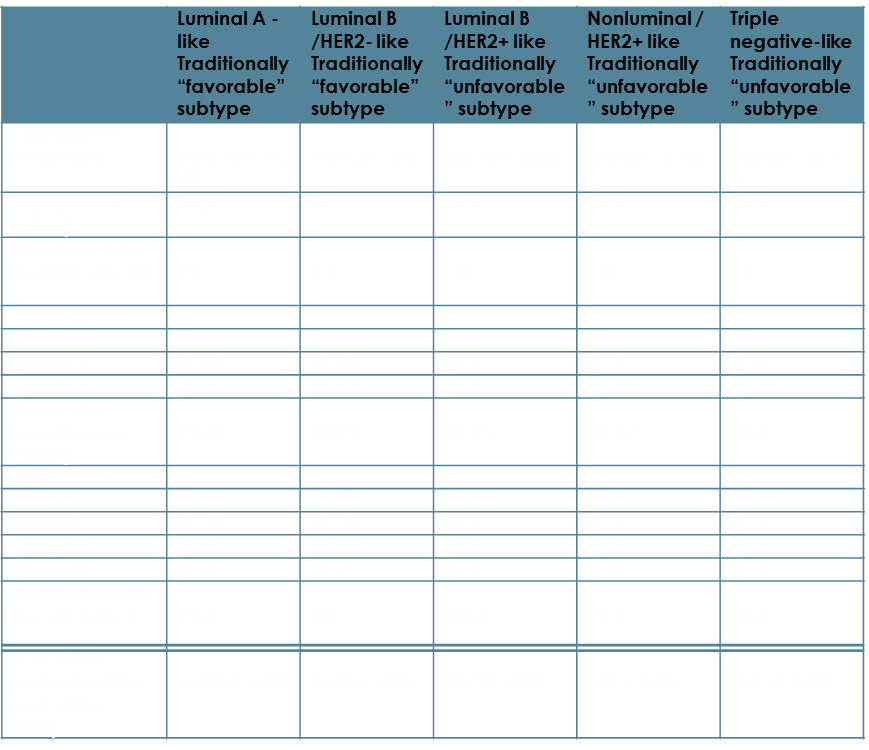 Luminal A -
like
Traditionally
“favorable”
subtype
Luminal B
/HER2- like
Traditionally
“favorable”
subtype
Luminal B
/HER2+ like
Traditionally
“unfavorable
” subtype
Nonluminal /
HER2+ like
Traditionally
“unfavorable
” subtype
Triple
negative-like
Traditionally
“unfavorable
” subtype